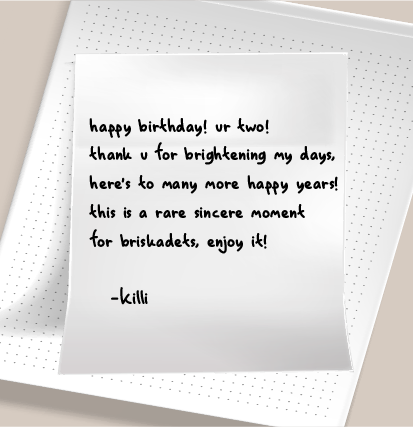 happy birthday! ur two!
thank u for brightening my days,
here's to many more happy years!
this is a rare sincere moment
for briskadets, enjoy it!
-killi